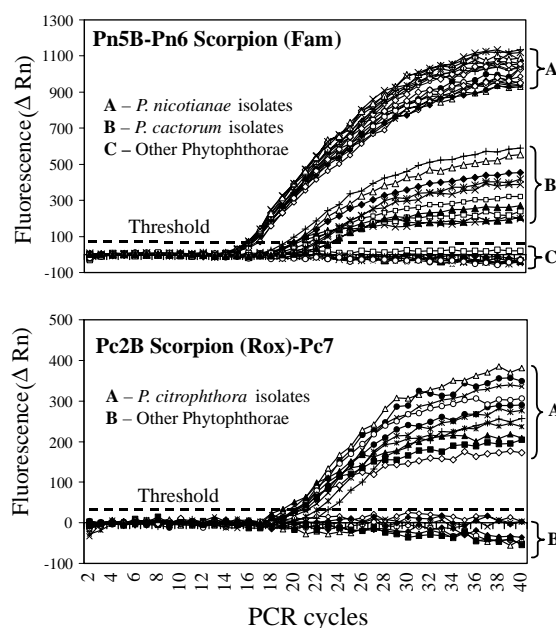 Pn5B-Pn6 Scorpion (Fam)
A – P. nicotianae isolates
B – P. cactorum isolates
C – Other Phytophthorae
Threshold
Fluorescence (Δ Rn)
1300
1100
900
700
500
300
100
-100
A
B
C
Pc2B Scorpion (Rox)-Pc7
A – P. citrophthora isolates
B – Other Phytophthorae
Threshold
Fluorescence (Δ Rn)
500
400
300
200
100
0
-100
A
B
2 4 6 8 10 12 14 16 18 20 22 24 26 28 30 32 34 36 38 40
PCR cycles